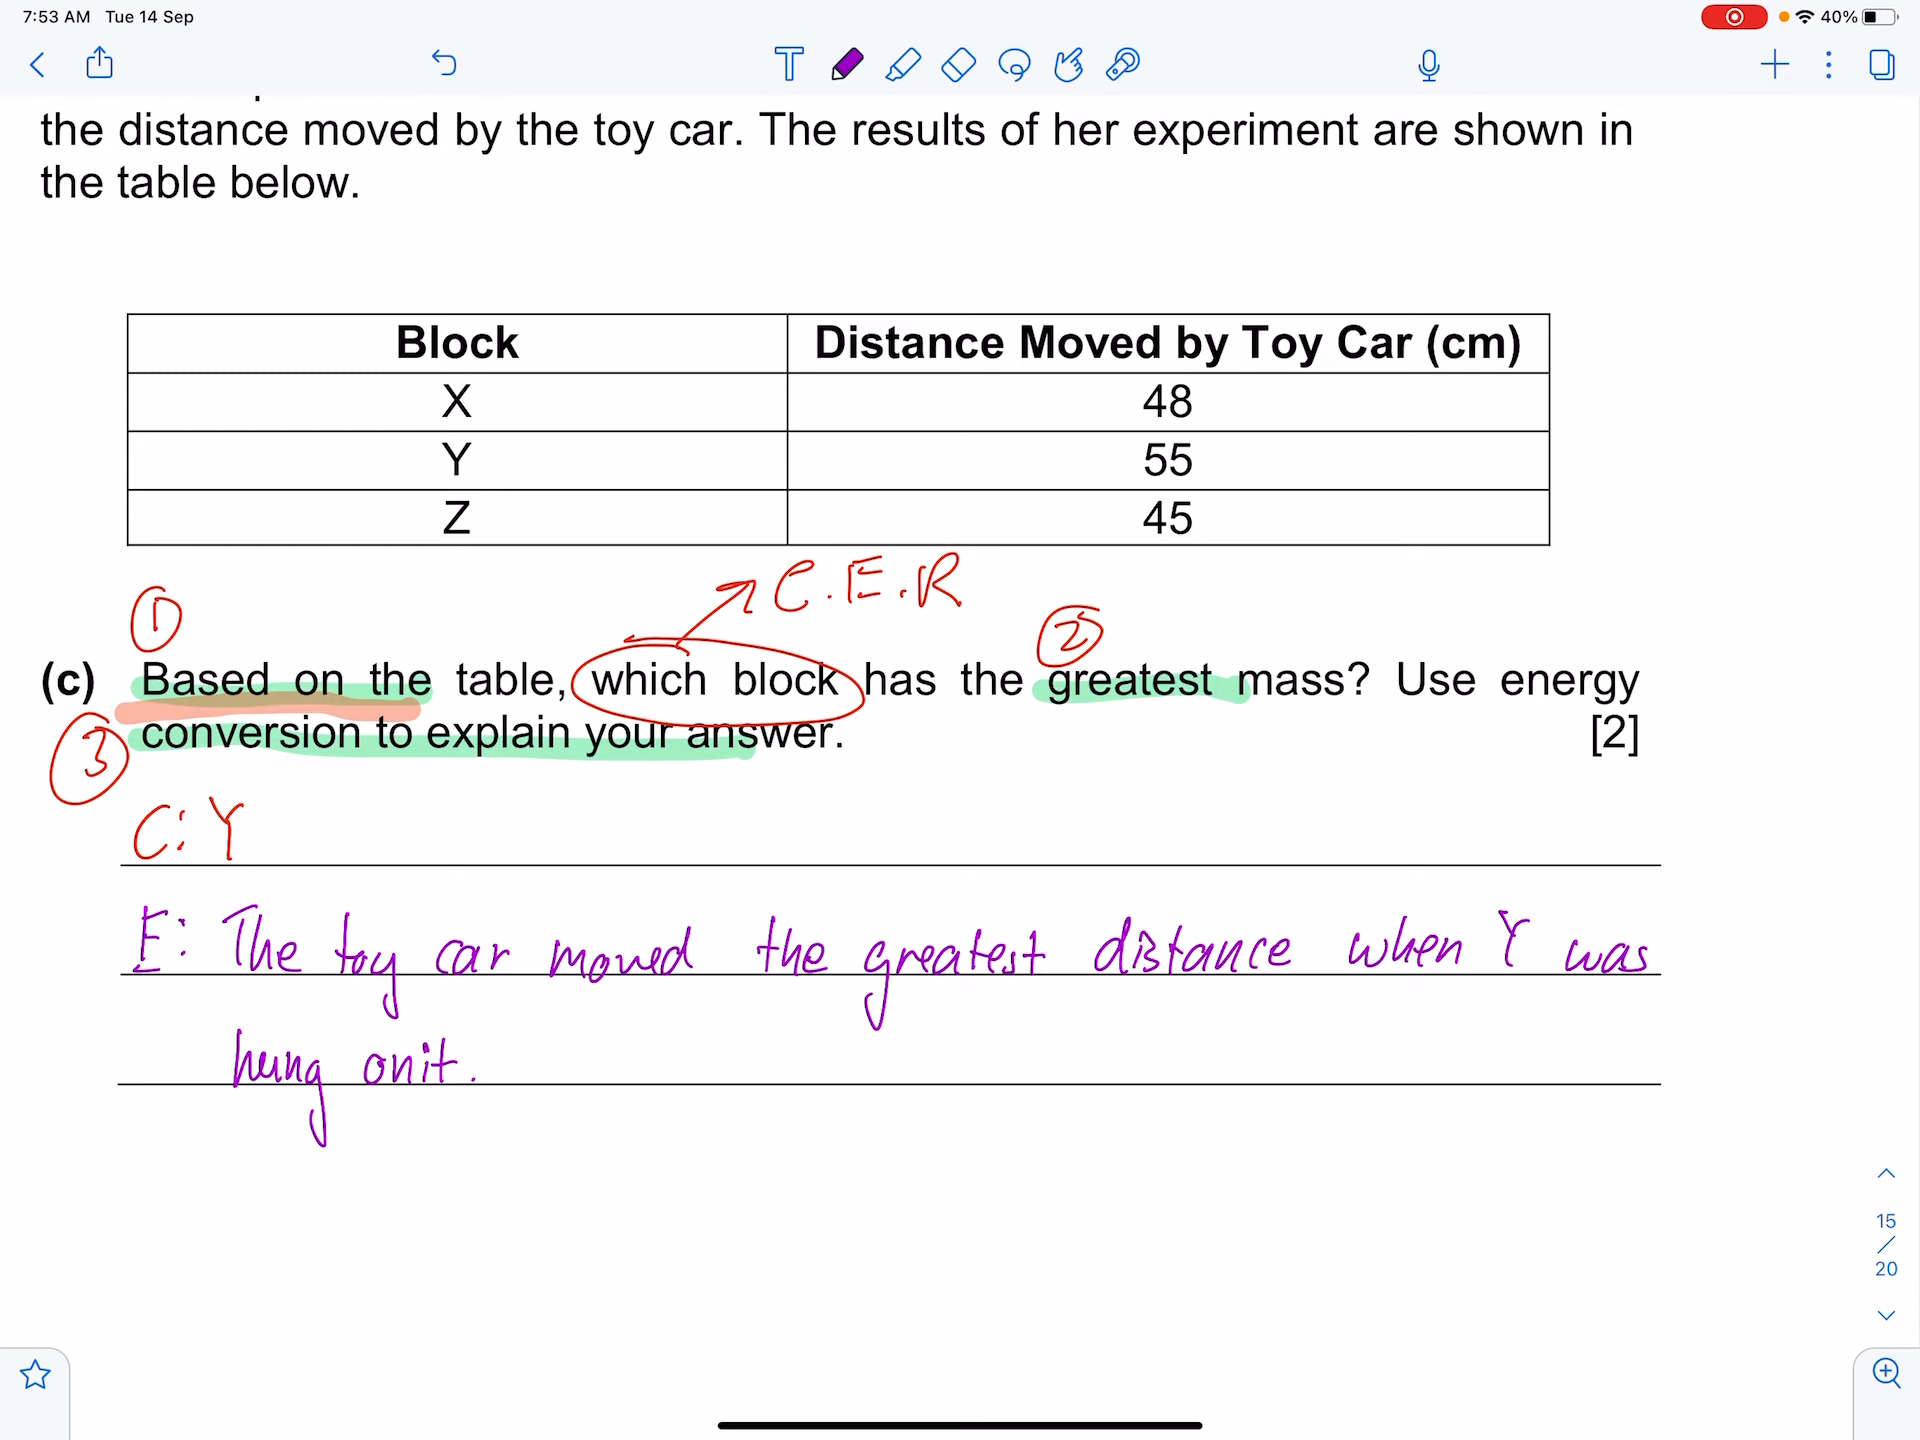 7:53 AM Tue 14 Sep
40%
the distance moved by the toy car. The results of her experiment are shown in
the table below.
Block Distance Moved by Toy Car (cm)
X 48
Y 55
Z 45
C.E.R
1
2
(c) Based on the table, which block has the greatest mass? Use energy
3
conversion to explain your answer. [2]
C: Y
E: The toy car moved the greatest distance when Y was
hung on it.
15
/
20